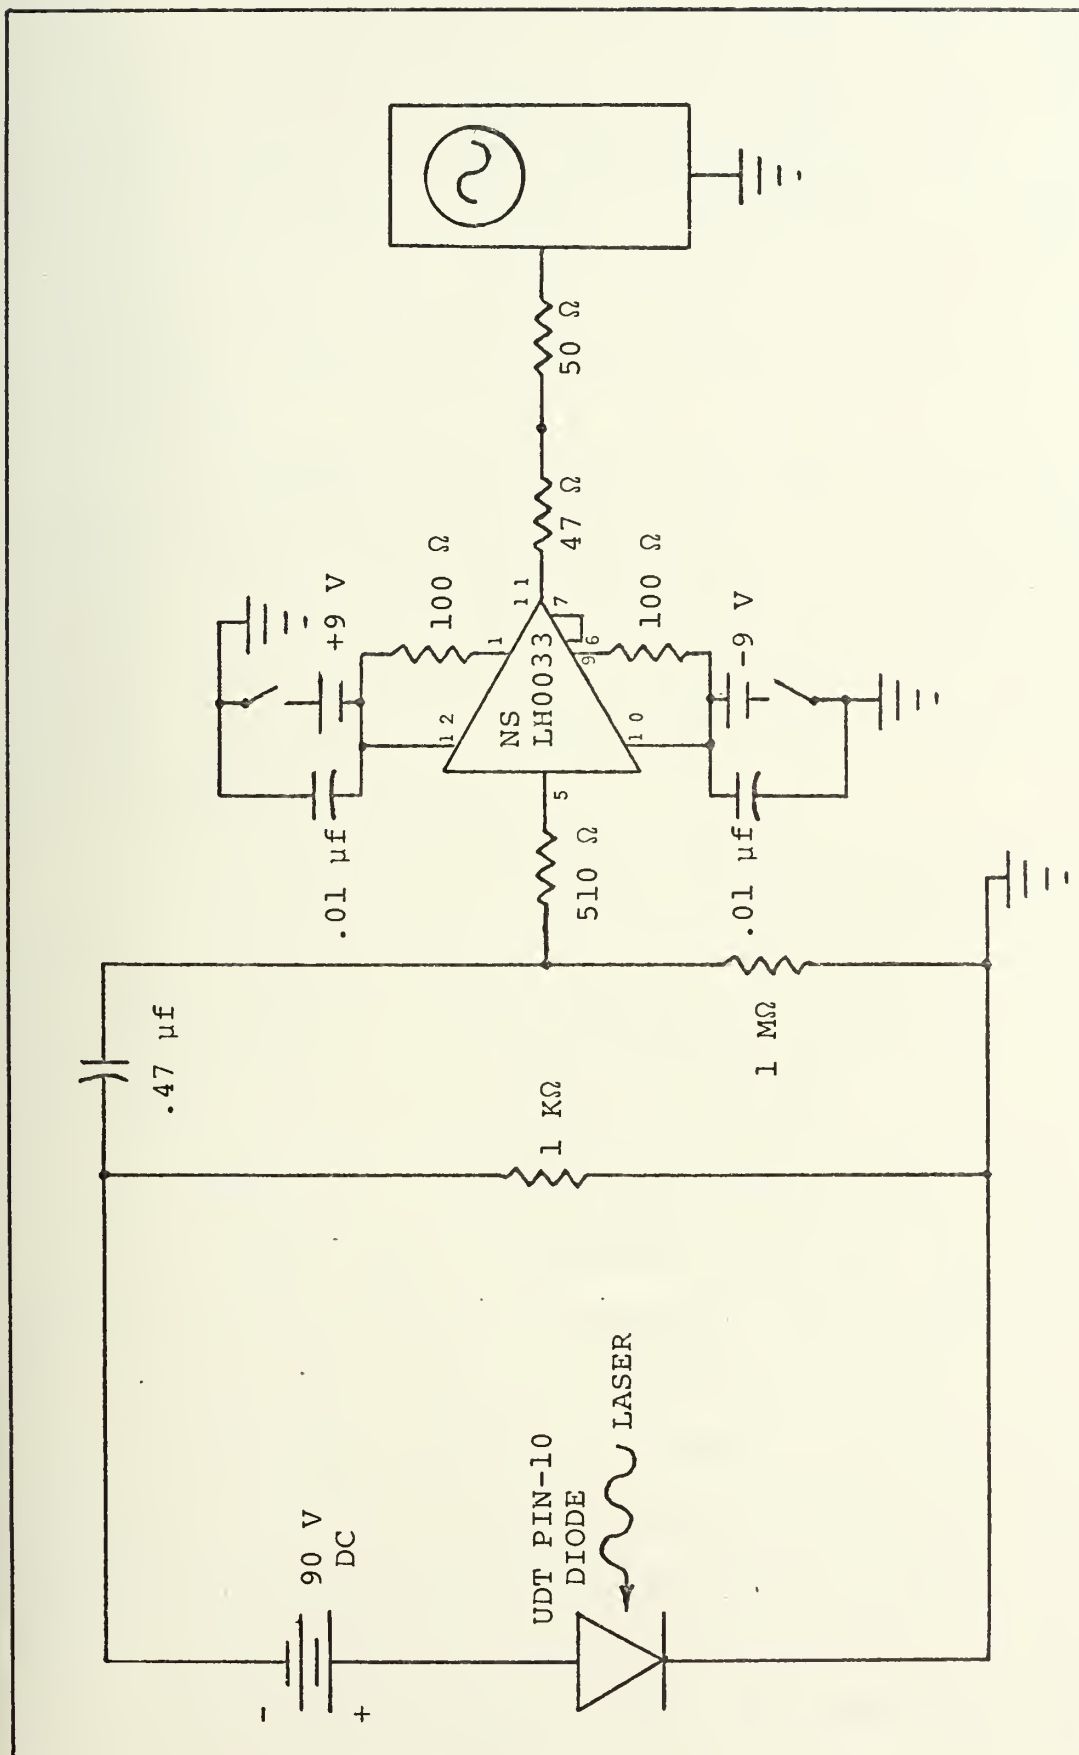 -
+
90 V
DC
UDT PIN-10
DIODE
LASER
.47 µf
1 KΩ
1 MΩ
510 Ω
.01 µf
.01 µf
+9 V
-9 V
100 Ω
100 Ω
NS
LH0033
5
12
1
11
7
6
9
10
47 Ω
50 Ω